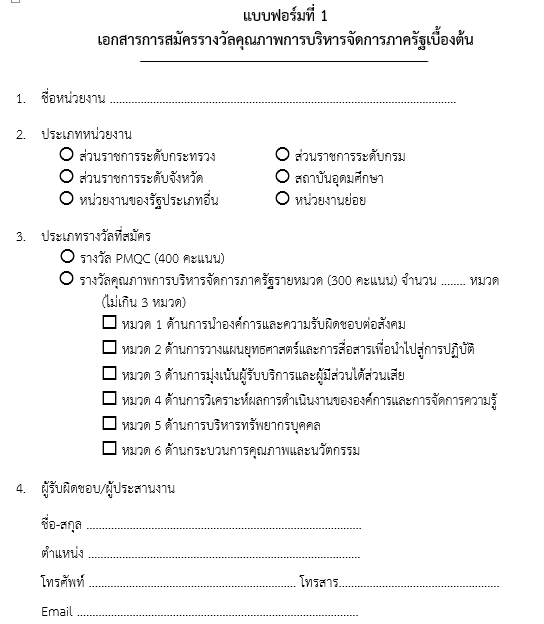 แบบฟอร์มที่ 1
เอกสารการสมัครรางวัลคุณภาพการบริหารจัดการภาครัฐเบื้องต้น
1. ชื่อหน่วยงาน ................................................................................................................
2. ประเภทหน่วยงาน
ส่วนราชการระดับกระทรวง ส่วนราชการระดับกรม
ส่วนราชการระดับจังหวัด สถาบันอุดมศึกษา
หน่วยงานของรัฐประเภทอื่น หน่วยงานย่อย
3. ประเภทรางวัลที่สมัคร
รางวัล PMQC (400 คะแนน)
รางวัลคุณภาพการบริหารจัดการภาครัฐรายหมวด (300 คะแนน) จำนวน ........ หมวด
(ไม่เกิน 3 หมวด)
หมวด 1 ด้านการนำองค์การและความรับผิดชอบต่อสังคม
หมวด 2 ด้านการวางแผนยุทธศาสตร์และการสื่อสารเพื่อนำไปสู่การปฏิบัติ
หมวด 3 ด้านการมุ่งเน้นผู้รับบริการและผู้มีส่วนได้ส่วนเสีย
หมวด 4 ด้านการวิเคราะห์ผลการดำเนินงานขององค์การและการจัดการความรู้
หมวด 5 ด้านการบริหารทรัพยากรบุคคล
หมวด 6 ด้านกระบวนการคุณภาพและนวัตกรรม
4. ผู้รับผิดชอบ/ผู้ประสานงาน
ชื่อ-สกุล .........................................................................................
ตำแหน่ง ........................................................................................
โทรศัพท์ ................................................................... โทรสาร....................................................
Email ...........................................................................................